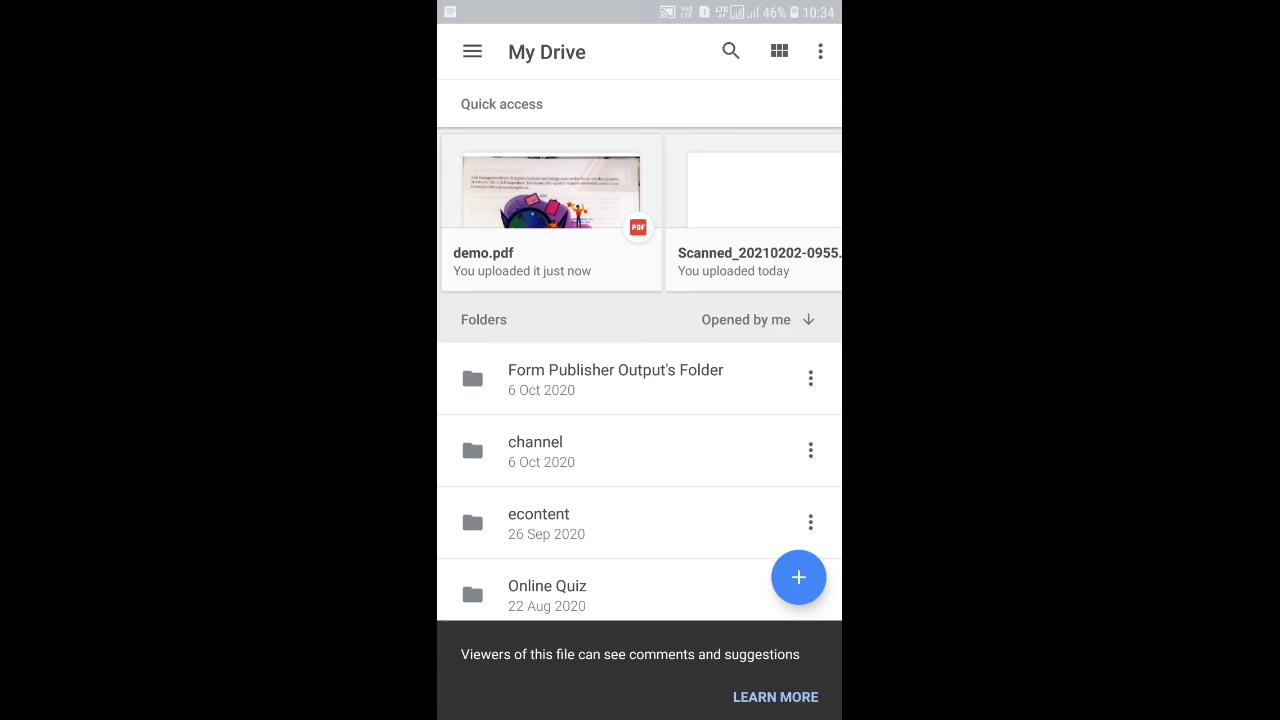 46% 10:34
My Drive
Quick access
PDF
demo.pdf
You uploaded it just now
Scanned_20210202-0955.
You uploaded today
Folders
Opened by me
Form Publisher Output's Folder
6 Oct 2020
channel
6 Oct 2020
econtent
26 Sep 2020
Online Quiz
22 Aug 2020
Viewers of this file can see comments and suggestions
LEARN MORE